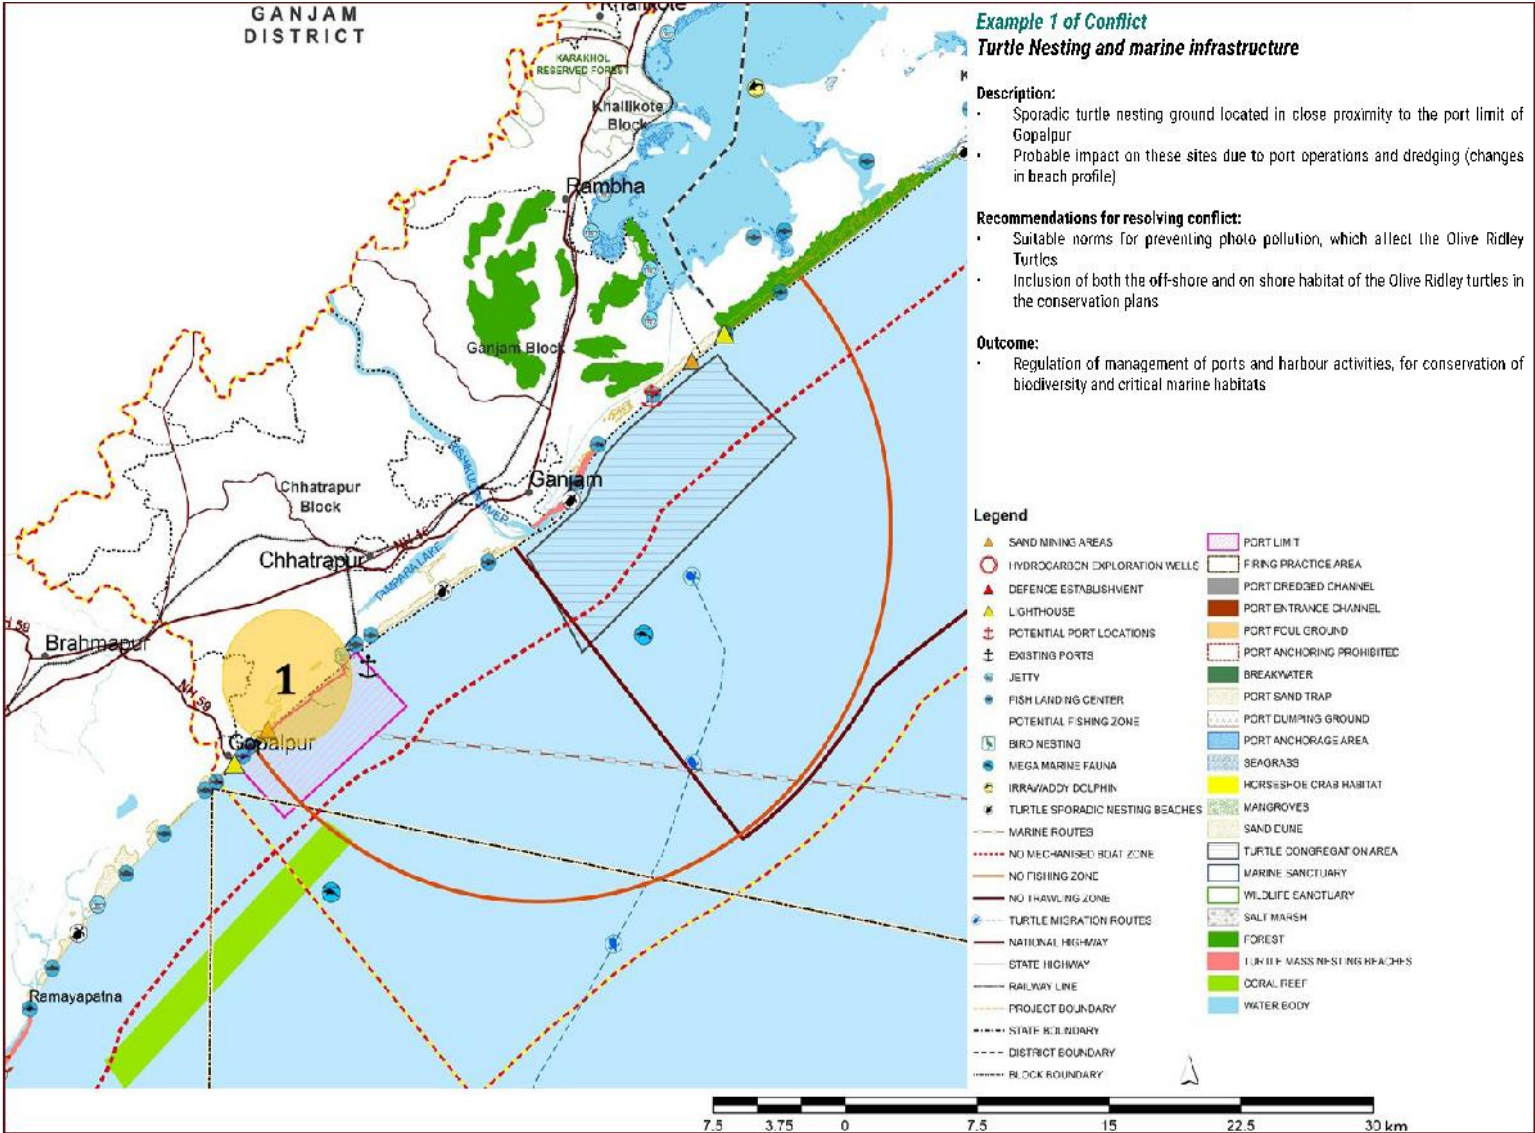 GANJAM
DISTRICT
Khallikote
KARAKHOL
RESERVED FOREST
Khallikote
Block
Rambha
Ganjam Block
Ganjam
Chhatrapur
Block
Chhatrapur
NH 16
TAMPARA LAKE
Brahmapur
NH 59
1
Gopalpur
Ramayapatna
Example 1 of Conflict
Turtle Nesting and marine infrastructure
Description:
• Sporadic turtle nesting ground located in close proximity to the port limit of
Gopalpur
• Probable impact on these sites due to port operations and dredging (changes
in beach profile)
Recommendations for resolving conflict:
• Suitable norms for preventing photo pollution, which affect the Olive Ridley
Turtles
• Inclusion of both the off-shore and on shore habitat of the Olive Ridley turtles in
the conservation plans
Outcome:
• Regulation of management of ports and harbour activities, for conservation of
biodiversity and critical marine habitats
Legend
SAND MINING AREAS
HYDROCARBON EXPLORATION WELLS
DEFENCE ESTABLISHMENT
LIGHTHOUSE
POTENTIAL PORT LOCATIONS
EXISTING PORTS
JETTY
FISH LANDING CENTER
POTENTIAL FISHING ZONE
BIRD NESTING
MEGA MARINE FAUNA
IRRAWADDY DOLPHIN
TURTLE SPORADIC NESTING BEACHES
MARINE ROUTES
NO MECHANISED BOAT ZONE
NO FISHING ZONE
NO TRAWLING ZONE
TURTLE MIGRATION ROUTES
NATIONAL HIGHWAY
STATE HIGHWAY
RAILWAY LINE
PROJECT BOUNDARY
STATE BOUNDARY
DISTRICT BOUNDARY
BLOCK BOUNDARY
PORT LIMIT
FIRING PRACTICE AREA
PORT DREDGED CHANNEL
PORT ENTRANCE CHANNEL
PORT FOUL GROUND
PORT ANCHORING PROHIBITED
BREAKWATER
PORT SAND TRAP
PORT DUMPING GROUND
PORT ANCHORAGE AREA
SEAGRASS
HORSESHOE CRAB HABITAT
MANGROVES
SAND DUNE
TURTLE CONGREGATION AREA
MARINE SANCTUARY
WILDLIFE SANCTUARY
SALT MARSH
FOREST
TURTLE MASS NESTING BEACHES
CORAL REEF
WATER BODY
7.5 3.75 0 7.5 15 22.5 30 km